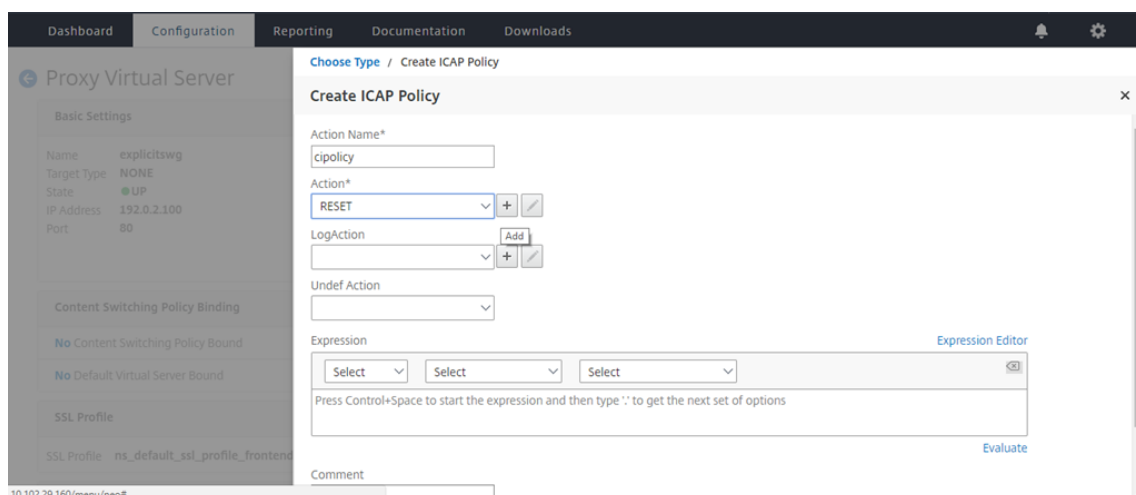 Dashboard Configuration Reporting Documentation Downloads
Proxy Virtual Server
Basic Settings
Name explicitswg
Target Type NONE
State UP
IP Address 192.0.2.100
Port 80
Content Switching Policy Binding
No Content Switching Policy Bound
No Default Virtual Server Bound
SSL Profile
SSL Profile ns_default_ssl_profile_frontend
Choose Type / Create ICAP Policy
Create ICAP Policy
Action Name*
cipolicy
Action*
RESET
Add
LogAction
Undef Action
Expression Expression Editor
Select Select Select
Press Control+Space to start the expression and then type '.' to get the next set of options
Evaluate
Comment
10.102.29.160/menu/neo#